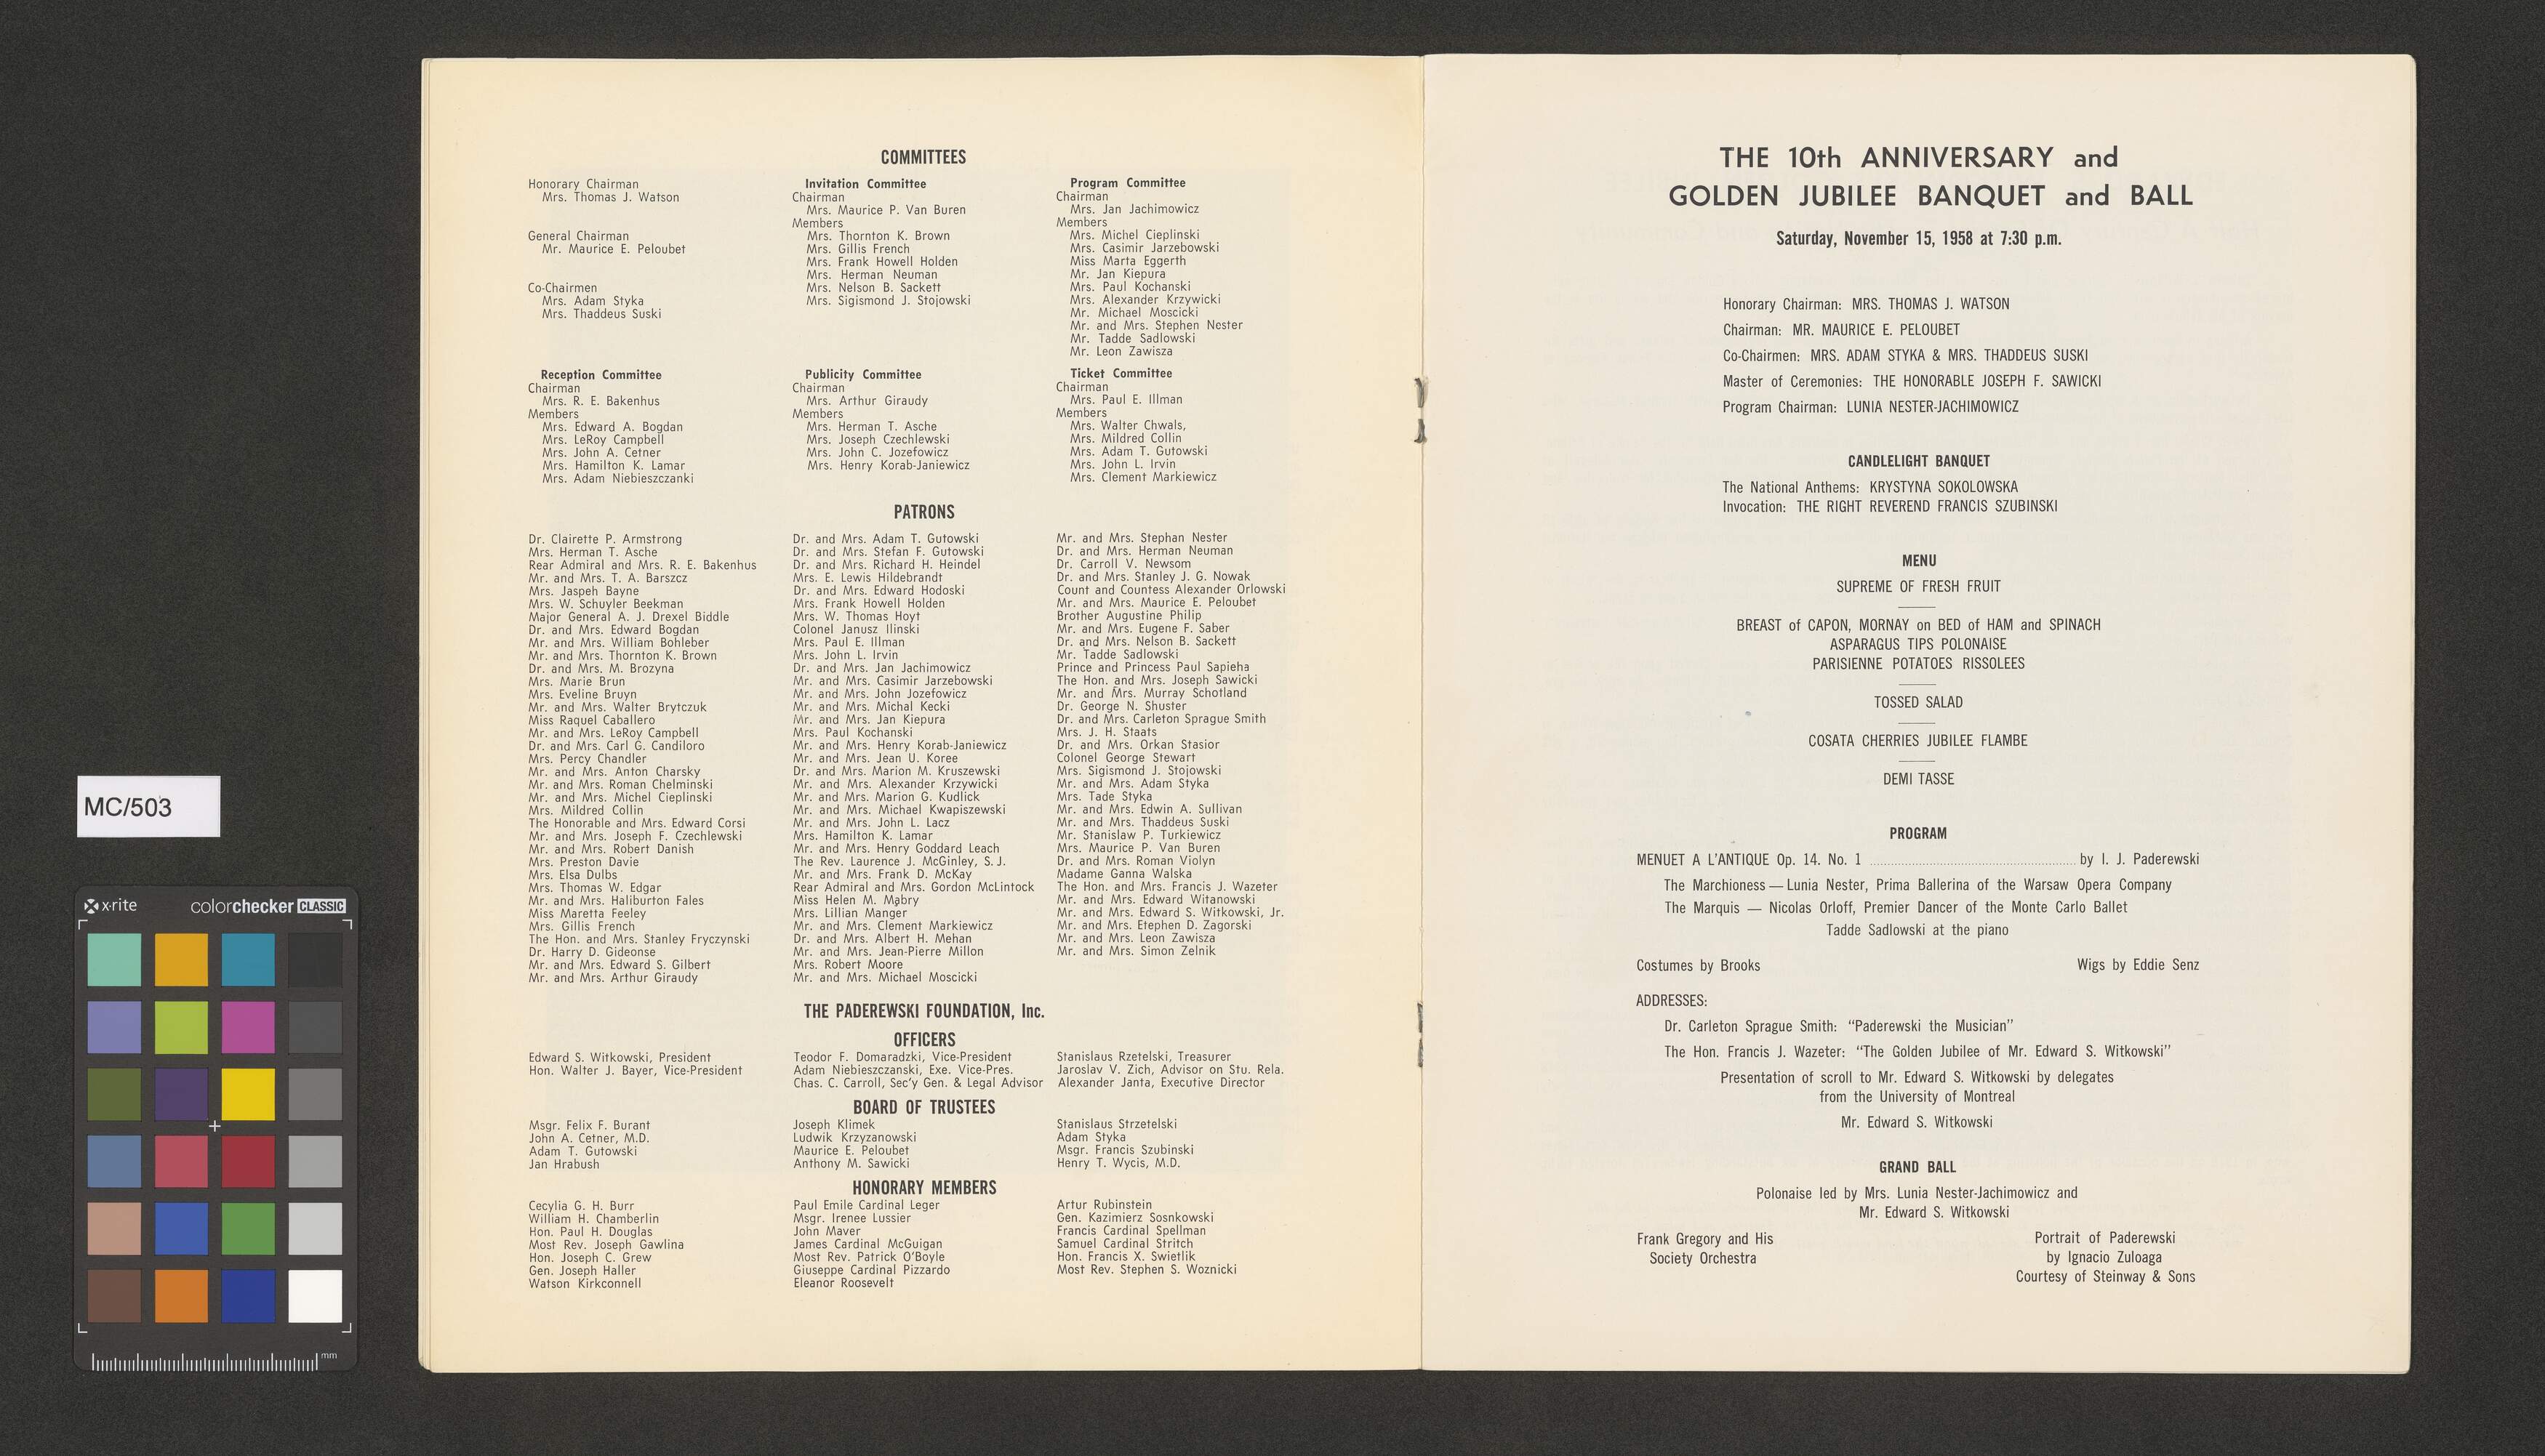 COMMITTEES
Honorary Chairman
Mrs. Thomas J. Watson
General Chairman
Mr. Maurice E. Peloubet
Co-Chairmen
Mrs. Adam Styka
Mrs. Thaddeus Suski
Invitation Committee
Chairman
Mrs. Maurice P. Van Buren
Members
Mrs. Thornton K. Brown
Mrs. Gillis French
Mrs. Frank Howell Holden
Mrs. Herman Neuman
Mrs. Nelson B. Sackett
Mrs. Sigismond J. Stojowski
Program Committee
Chairman
Mrs. Jan Jachimowicz
Members
Mrs. Michel Cieplinski
Mrs. Casimir Jarzebowski
Miss Marta Eggerth
Mr. Jan Kiepura
Mrs. Paul Kochanski
Mrs. Alexander Krzywicki
Mr. Michael Moscicki
Mr. and Mrs. Stephen Nester
Mr. Tadde Sadlowski
Mr. Leon Zawisza
Reception Committee
Chairman
Mrs. R. E. Bakenhus
Members
Mrs. Edward A. Bogdan
Mrs. LeRoy Campbell
Mrs. John A. Cetner
Mrs. Hamilton K. Lamar
Mrs. Adam Niebieszczanki
Publicity Committee
Chairman
Mrs. Arthur Giraudy
Members
Mrs. Herman T. Asche
Mrs. Joseph Czechlewski
Mrs. John C. Jozefowicz
Mrs. Henry Korab-Janiewicz
Ticket Committee
Chairman
Mrs. Paul E. Illman
Members
Mrs. Walter Chwals,
Mrs. Mildred Collin
Mrs. Adam T. Gutowski
Mrs. John L. Irvin
Mrs. Clement Markiewicz
PATRONS
Dr. Clairette P. Armstrong
Mrs. Herman T. Asche
Rear Admiral and Mrs. R. E. Bakenhus
Mr. and Mrs. T. A. Barszcz
Mrs. Jaspeh Bayne
Mrs. W. Schuyler Beekman
Major General A. J. Drexel Biddle
Dr. and Mrs. Edward Bogdan
Mr. and Mrs. William Bohleber
Mr. and Mrs. Thornton K. Brown
Dr. and Mrs. M. Brozyna
Mrs. Marie Brun
Mrs. Eveline Bruyn
Mr. and Mrs. Walter Brytczuk
Miss Raquel Caballero
Mr. and Mrs. LeRoy Campbell
Dr. and Mrs. Carl G. Candiloro
Mrs. Percy Chandler
Mr. and Mrs. Anton Charsky
Mr. and Mrs. Roman Chelminski
Mr. and Mrs. Michel Cieplinski
Mrs. Mildred Collin
The Honorable and Mrs. Edward Corsi
Mr. and Mrs. Joseph F. Czechlewski
Mr. and Mrs. Robert Danish
Mrs. Preston Davie
Mrs. Elsa Dulbs
Mrs. Thomas W. Edgar
Mr. and Mrs. Haliburton Fales
Miss Maretta Feeley
Mrs. Gillis French
The Hon. and Mrs. Stanley Fryczynski
Dr. Harry D. Gideonse
Mr. and Mrs. Edward S. Gilbert
Mr. and Mrs. Arthur Giraudy
Dr. and Mrs. Adam T. Gutowski
Dr. and Mrs. Stefan F. Gutowski
Dr. and Mrs. Richard H. Heindel
Mrs. E. Lewis Hildebrandt
Dr. and Mrs. Edward Hodoski
Mrs. Frank Howell Holden
Mrs. W. Thomas Hoyt
Colonel Janusz Ilinski
Mrs. Paul E. Illman
Mrs. John L. Irvin
Dr. and Mrs. Jan Jachimowicz
Mr. and Mrs. Casimir Jarzebowski
Mr. and Mrs. John Jozefowicz
Mr. and Mrs. Michal Kecki
Mr. and Mrs. Jan Kiepura
Mrs. Paul Kochanski
Mr. and Mrs. Henry Korab-Janiewicz
Mr. and Mrs. Jean U. Koree
Dr. and Mrs. Marion M. Kruszewski
Mr. and Mrs. Alexander Krzywicki
Mr. and Mrs. Marion G. Kudlick
Mr. and Mrs. Michael Kwapiszewski
Mr. and Mrs. John L. Lacz
Mrs. Hamilton K. Lamar
Mr. and Mrs. Henry Goddard Leach
The Rev. Laurence J. McGinley, S. J.
Mr. and Mrs. Frank D. McKay
Rear Admiral and Mrs. Gordon McLintock
Miss Helen M. Mabry
Mrs. Lillian Manger
Mr. and Mrs. Clement Markiewicz
Dr. and Mrs. Albert H. Mehan
Mr. and Mrs. Jean-Pierre Millon
Mrs. Robert Moore
Mr. and Mrs. Michael Moscicki
Mr. and Mrs. Stephan Nester
Dr. and Mrs. Herman Neuman
Dr. Carroll V. Newsom
Dr. and Mrs. Stanley J. G. Nowak
Count and Countess Alexander Orlowski
Mr. and Mrs. Maurice E. Peloubet
Brother Augustine Philip
Mr. and Mrs. Eugene F. Saber
Dr. and Mrs. Nelson B. Sackett
Mr. Tadde Sadlowski
Prince and Princess Paul Sapieha
The Hon. and Mrs. Joseph Sawicki
Mr. and Mrs. Murray Schotland
Dr. George N. Shuster
Dr. and Mrs. Carleton Sprague Smith
Mrs. J. H. Staats
Dr. and Mrs. Orkan Stasior
Colonel George Stewart
Mrs. Sigismond J. Stojowski
Mr. and Mrs. Adam Styka
Mrs. Tade Styka
Mr. and Mrs. Edwin A. Sullivan
Mr. and Mrs. Thaddeus Suski
Mr. Stanislaw P. Turkiewicz
Mrs. Maurice P. Van Buren
Dr. and Mrs. Roman Violyn
Madame Ganna Walska
The Hon. and Mrs. Francis J. Wazeter
Mr. and Mrs. Edward Witanowski
Mr. and Mrs. Edward S. Witkowski, Jr.
Mr. and Mrs. Etephen D. Zagorski
Mr. and Mrs. Leon Zawisza
Mr. and Mrs. Simon Zelnik
THE PADEREWSKI FOUNDATION, Inc.
OFFICERS
Edward S. Witkowski, President
Hon. Walter J. Bayer, Vice-President
Teodor F. Domaradzki, Vice-President
Adam Niebieszczanski, Exe. Vice-Pres.
Chas. C. Carroll, Sec'y Gen. & Legal Advisor
Stanislaus Rzetelski, Treasurer
Jaroslav V. Zich, Advisor on Stu. Rela.
Alexander Janta, Executive Director
BOARD OF TRUSTEES
Msgr. Felix F. Burant
John A. Cetner, M.D.
Adam T. Gutowski
Jan Hrabush
Joseph Klimek
Ludwik Krzyzanowski
Maurice E. Peloubet
Anthony M. Sawicki
Stanislaus Strzetelski
Adam Styka
Msgr. Francis Szubinski
Henry T. Wycis, M.D.
HONORARY MEMBERS
Cecylia G. H. Burr
William H. Chamberlin
Hon. Paul H. Douglas
Most Rev. Joseph Gawlina
Hon. Joseph C. Grew
Gen. Joseph Haller
Watson Kirkconnell
Paul Emile Cardinal Leger
Msgr. Irenee Lussier
John Maver
James Cardinal McGuigan
Most Rev. Patrick O'Boyle
Giuseppe Cardinal Pizzardo
Eleanor Roosevelt
Artur Rubinstein
Gen. Kazimierz Sosnkowski
Francis Cardinal Spellman
Samuel Cardinal Stritch
Hon. Francis X. Swietlik
Most Rev. Stephen S. Woznicki
THE 10th ANNIVERSARY and
GOLDEN JUBILEE BANQUET and BALL
Saturday, November 15, 1958 at 7:30 p.m.
Honorary Chairman: MRS. THOMAS J. WATSON
Chairman: MR. MAURICE E. PELOUBET
Co-Chairmen: MRS. ADAM STYKA & MRS. THADDEUS SUSKI
Master of Ceremonies: THE HONORABLE JOSEPH F. SAWICKI
Program Chairman: LUNIA NESTER-JACHIMOWICZ
CANDLELIGHT BANQUET
The National Anthems: KRYSTYNA SOKOLOWSKA
Invocation: THE RIGHT REVEREND FRANCIS SZUBINSKI
MENU
SUPREME OF FRESH FRUIT
BREAST of CAPON, MORNAY on BED of HAM and SPINACH
ASPARAGUS TIPS POLONAISE
PARISIENNE POTATOES RISSOLEES
TOSSED SALAD
COSATA CHERRIES JUBILEE FLAMBE
DEMI TASSE
PROGRAM
MENUET A L'ANTIQUE Op. 14. No. 1 ........ by I. J. Paderewski
The Marchioness — Lunia Nester, Prima Ballerina of the Warsaw Opera Company
The Marquis — Nicolas Orloff, Premier Dancer of the Monte Carlo Ballet
Tadde Sadlowski at the piano
Costumes by Brooks Wigs by Eddie Senz
ADDRESSES:
Dr. Carleton Sprague Smith: "Paderewski the Musician"
The Hon. Francis J. Wazeter: "The Golden Jubilee of Mr. Edward S. Witkowski"
Presentation of scroll to Mr. Edward S. Witkowski by delegates
from the University of Montreal
Mr. Edward S. Witkowski
GRAND BALL
Polonaise led by Mrs. Lunia Nester-Jachimowicz and
Mr. Edward S. Witkowski
Frank Gregory and His
Society Orchestra
Portrait of Paderewski
by Ignacio Zuloaga
Courtesy of Steinway & Sons
MC/503
x-rite colorchecker CLASSIC
mm